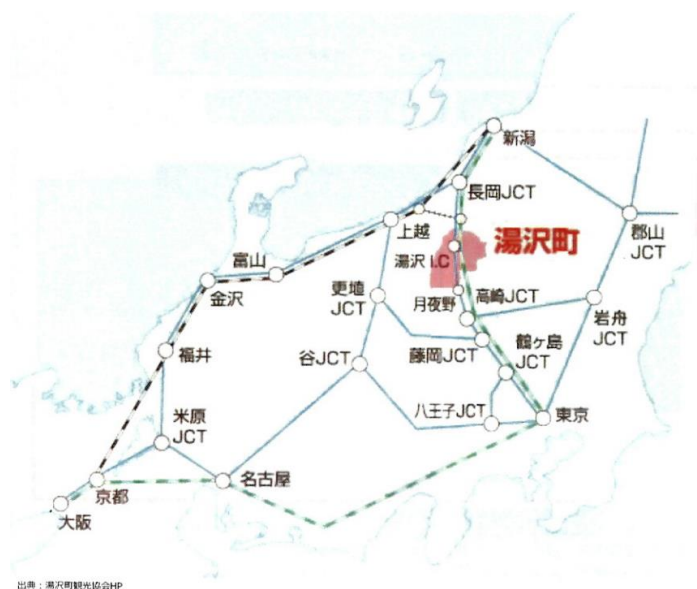 新潟
長岡JCT
上越
湯沢I.C
湯沢町
郡山
JCT
富山
金沢
更埴
JCT
月夜野
高崎JCT
岩舟
JCT
福井
谷JCT
藤岡JCT
鶴ヶ島
JCT
米原
JCT
八王子JCT
東京
京都
名古屋
大阪
出典:湯沢町観光協会HP